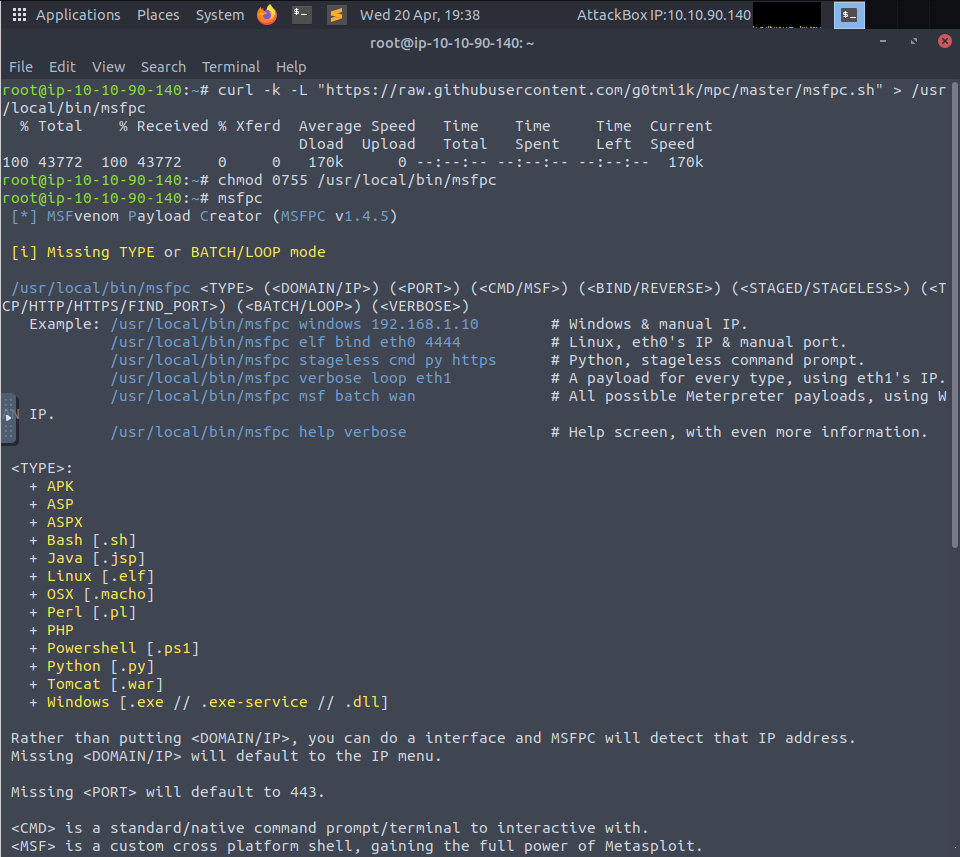 Applications Places System Wed 20 Apr, 19:38 AttackBox IP:10.10.90.140
root@ip-10-10-90-140: ~
File Edit View Search Terminal Help
root@ip-10-10-90-140:~# curl -k -L "https://raw.githubusercontent.com/g0tmi1k/mpc/master/msfpc.sh" > /usr
/local/bin/msfpc
  % Total    % Received % Xferd  Average Speed   Time    Time     Time  Current
                                 Dload  Upload   Total   Spent    Left  Speed
100 43772  100 43772    0     0   170k      0 --:--:-- --:--:-- --:--:--  170k
root@ip-10-10-90-140:~# chmod 0755 /usr/local/bin/msfpc
root@ip-10-10-90-140:~# msfpc
 [*] MSFvenom Payload Creator (MSFPC v1.4.5)
 [i] Missing TYPE or BATCH/LOOP mode
 /usr/local/bin/msfpc <TYPE> (<DOMAIN/IP>) (<PORT>) (<CMD/MSF>) (<BIND/REVERSE>) (<STAGED/STAGELESS>) (<T
CP/HTTP/HTTPS/FIND_PORT>) (<BATCH/LOOP>) (<VERBOSE>)
   Example: /usr/local/bin/msfpc windows 192.168.1.10        # Windows & manual IP.
            /usr/local/bin/msfpc elf bind eth0 4444          # Linux, eth0's IP & manual port.
            /usr/local/bin/msfpc stageless cmd py https      # Python, stageless command prompt.
            /usr/local/bin/msfpc verbose loop eth1           # A payload for every type, using eth1's IP.
            /usr/local/bin/msfpc msf batch wan               # All possible Meterpreter payloads, using W
AN IP.
            /usr/local/bin/msfpc help verbose                # Help screen, with even more information.
 <TYPE>:
   + APK
   + ASP
   + ASPX
   + Bash [.sh]
   + Java [.jsp]
   + Linux [.elf]
   + OSX [.macho]
   + Perl [.pl]
   + PHP
   + Powershell [.ps1]
   + Python [.py]
   + Tomcat [.war]
   + Windows [.exe // .exe-service // .dll]
 Rather than putting <DOMAIN/IP>, you can do a interface and MSFPC will detect that IP address.
 Missing <DOMAIN/IP> will default to the IP menu.
 Missing <PORT> will default to 443.
 <CMD> is a standard/native command prompt/terminal to interactive with.
 <MSF> is a custom cross platform shell, gaining the full power of Metasploit.